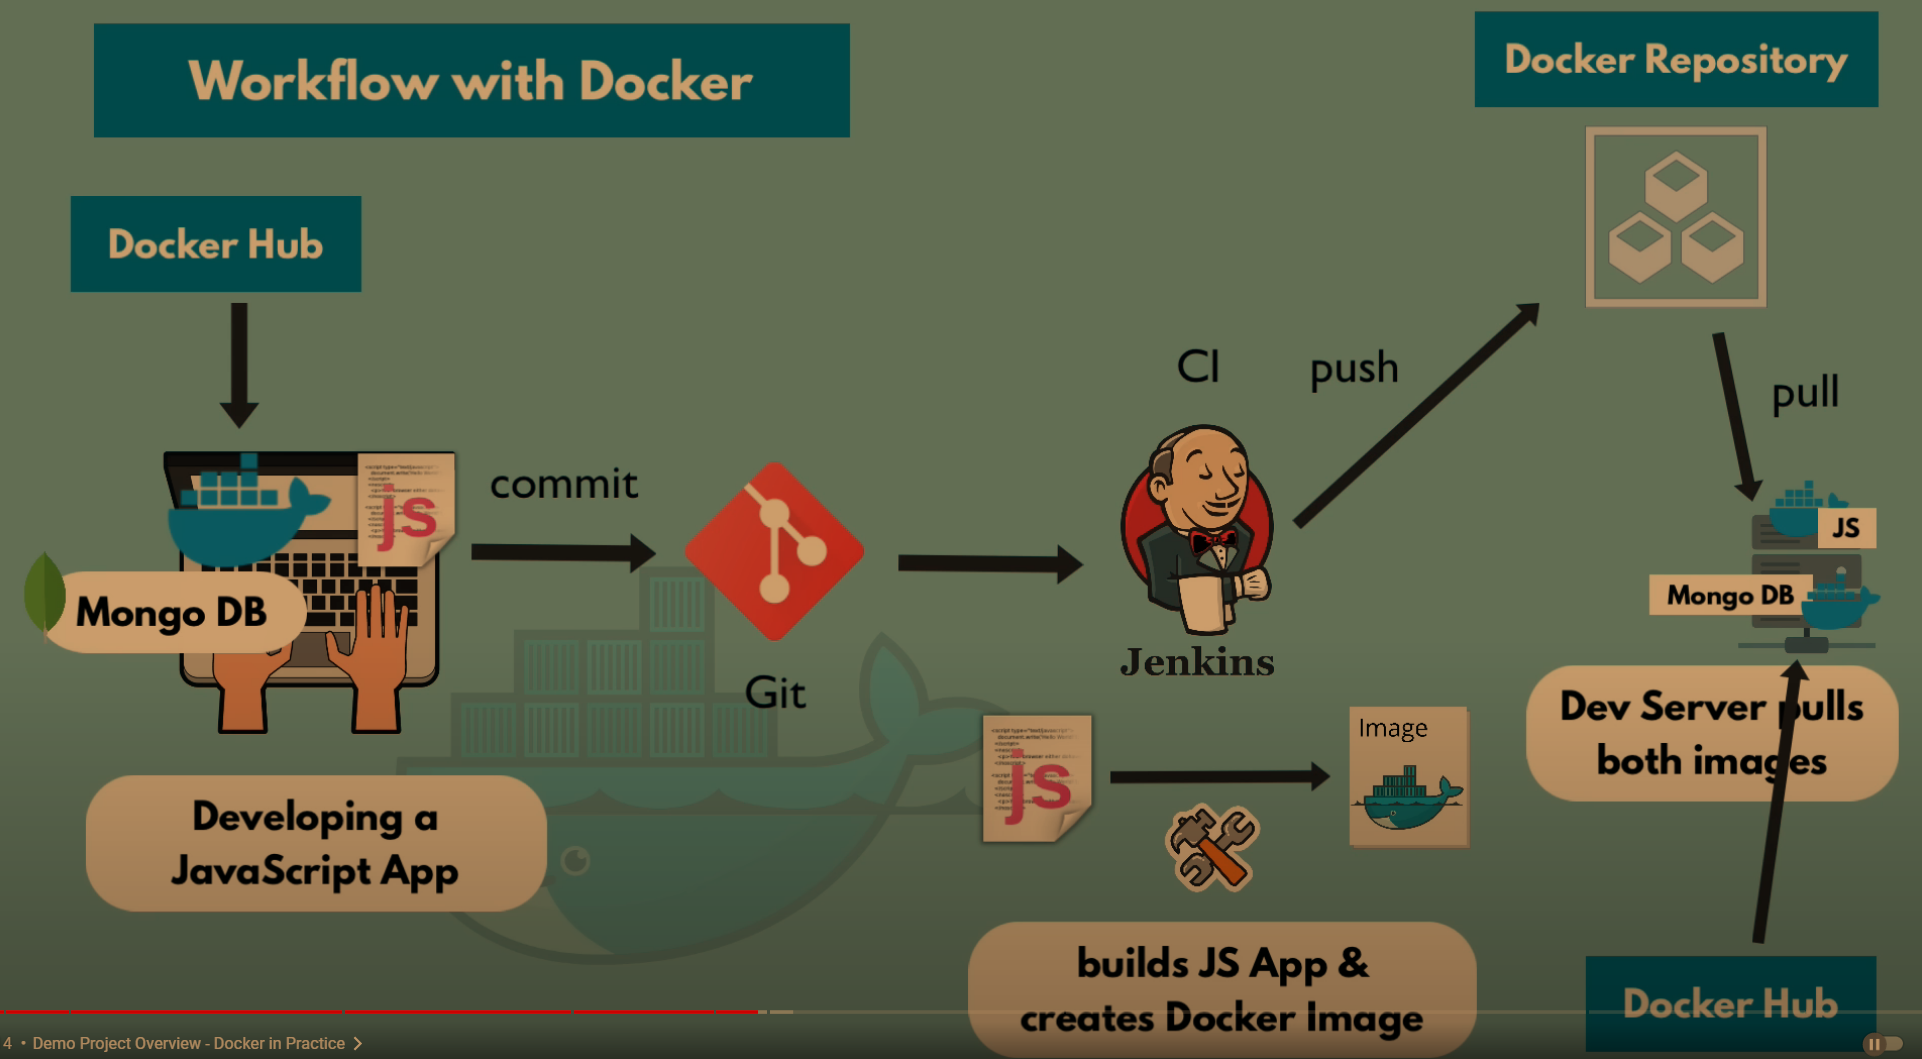 Workflow with Docker
Docker Repository
Docker Hub
CI
push
pull
commit
js
JS
Mongo DB
Mongo DB
Jenkins
Git
Dev Server pulls
both images
js
Image
Developing a
JavaScript App
builds JS App &
creates Docker Image
Docker Hub
4 • Demo Project Overview - Docker in Practice